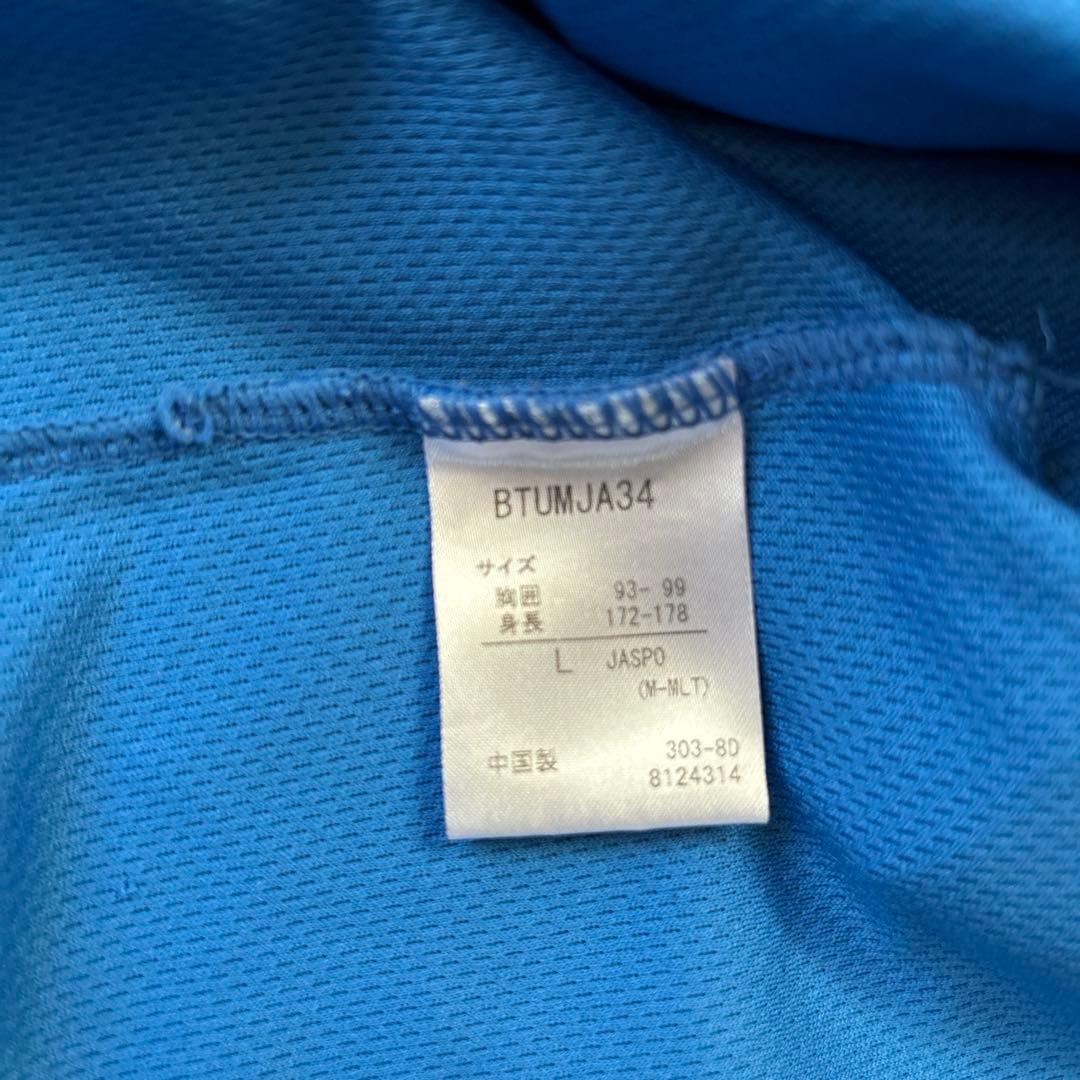 BTUMJA34
サイズ
胸囲 93- 99
身長 172-178
L JASPO
(M-MLT)
中国製 303-8D
8124314